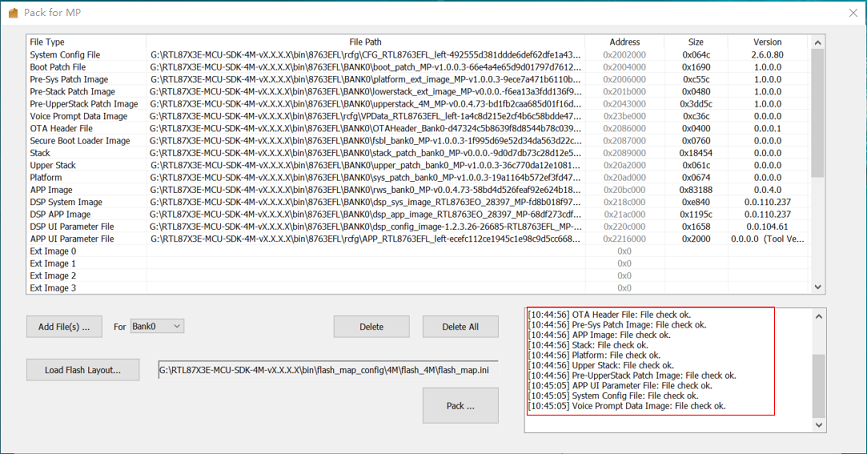 Pack for MP
File Type File Path Address Size Version
System Config File G:\RTL87X3E-MCU-SDK-4M-vX.X.X.X\bin\8763EFL\rcfg\CFG_RTL8763EFL_left-492555d381ddde6def62dfe1a43... 0x2002000 0x064c 2.6.0.80
Boot Patch File G:\RTL87X3E-MCU-SDK-4M-vX.X.X.X\bin\8763EFL\BANK0\boot_patch_MP-v1.0.0.3-66e4a4e65d9d01797d7612... 0x2004000 0x1690 1.0.0.0
Pre-Sys Patch Image G:\RTL87X3E-MCU-SDK-4M-vX.X.X.X\bin\8763EFL\BANK0\platform_ext_image_MP-v1.0.0.3-9ece7a471b6110b... 0x2006000 0xc55c 1.0.0.0
Pre-Stack Patch Image G:\RTL87X3E-MCU-SDK-4M-vX.X.X.X\bin\8763EFL\BANK0\lowerstack_ext_image_MP-v0.0.0.-f6ea13a3fdd136f9... 0x201b000 0x0480 1.0.0.0
Pre-UpperStack Patch Image G:\RTL87X3E-MCU-SDK-4M-vX.X.X.X\bin\8763EFL\BANK0\upperstack_4M_MP-v0.0.4.73-bd1fb2caa685d01f16d... 0x2043000 0x3dd5c 1.0.0.0
Voice Prompt Data Image G:\RTL87X3E-MCU-SDK-4M-vX.X.X.X\bin\8763EFL\rcfg\VPData_RTL8763EFL_left-1a4c8d215e2cf4b6c58bdde47... 0x23be000 0xc36c 0.0.0.0
OTA Header File G:\RTL87X3E-MCU-SDK-4M-vX.X.X.X\bin\8763EFL\BANK0\OTAHeader_Bank0-d47324c5b8639f8d8544b78c039... 0x2086000 0x0400 0.0.0.1
Secure Boot Loader Image G:\RTL87X3E-MCU-SDK-4M-vX.X.X.X\bin\8763EFL\BANK0\fsbl_bank0_MP-v1.0.0.3-1f995d69e52d34da563d22c... 0x2087000 0x0760 0.0.0.0
Stack G:\RTL87X3E-MCU-SDK-4M-vX.X.X.X\bin\8763EFL\BANK0\stack_patch_bank0_MP-v0.0.0.-9d0d7db73c28d12e5... 0x2089000 0x18454 0.0.0.0
Upper Stack G:\RTL87X3E-MCU-SDK-4M-vX.X.X.X\bin\8763EFL\BANK0\upper_patch_bank0_MP-v1.0.0.3-36c770da12e1081... 0x20a2000 0x061c 0.0.0.0
Platform G:\RTL87X3E-MCU-SDK-4M-vX.X.X.X\bin\8763EFL\BANK0\sys_patch_bank0_MP-v1.0.0.3-19a1164b572ef3fd47... 0x20ad000 0x0674 0.0.0.0
APP Image G:\RTL87X3E-MCU-SDK-4M-vX.X.X.X\bin\8763EFL\BANK0\rws_bank0_MP-v0.0.4.73-58bd4d526feaf92e624b18... 0x20bc000 0x83188 0.0.4.0
DSP System Image G:\RTL87X3E-MCU-SDK-4M-vX.X.X.X\bin\8763EFL\BANK0\dsp_sys_image_RTL8763EO_28397_MP-fd8b018f97... 0x218c000 0xe840 0.0.110.237
DSP APP Image G:\RTL87X3E-MCU-SDK-4M-vX.X.X.X\bin\8763EFL\BANK0\dsp_app_image_RTL8763EO_28397_MP-68df273cdf... 0x21ac000 0x1195c 0.0.110.237
DSP UI Parameter File G:\RTL87X3E-MCU-SDK-4M-vX.X.X.X\bin\8763EFL\BANK0\dsp_config_image-1.2.3.26-26685-RTL8763EFL_MP-... 0x220c000 0x1658 0.0.104.61
APP UI Parameter File G:\RTL87X3E-MCU-SDK-4M-vX.X.X.X\bin\8763EFL\rcfg\APP_RTL8763EFL_left-ecefc112ce1945c1e98c9d5cc668... 0x2216000 0x2000 0.0.0.0 (Tool Ve...
Ext Image 0 0x0
Ext Image 1 0x0
Ext Image 2 0x0
Ext Image 3 0x0
Add File(s) ... For Bank0 Delete Delete All
Load Flash Layout... G:\RTL87X3E-MCU-SDK-4M-vX.X.X.X\bin\flash_map_config\4M\flash_4M\flash_map.ini
Pack ...
[10:44:56] OTA Header File: File check ok.
[10:44:56] Pre-Sys Patch Image: File check ok.
[10:44:56] APP Image: File check ok.
[10:44:56] Stack: File check ok.
[10:44:56] Platform: File check ok.
[10:44:56] Upper Stack: File check ok.
[10:44:56] Pre-UpperStack Patch Image: File check ok.
[10:45:05] APP UI Parameter File: File check ok.
[10:45:05] System Config File: File check ok.
[10:45:05] Voice Prompt Data Image: File check ok.